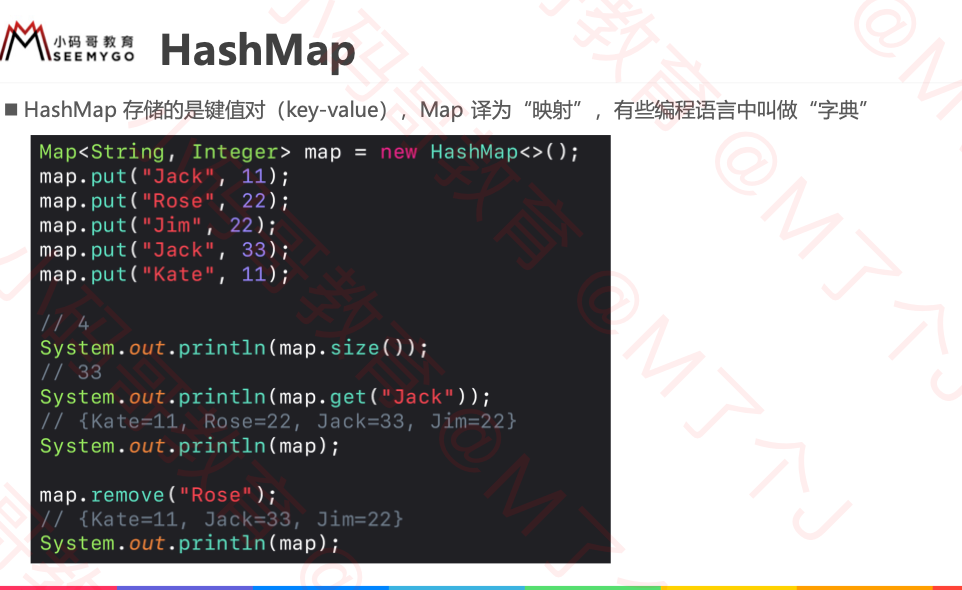 小码哥教育
SEEMYGO
HashMap
■ HashMap 存储的是键值对（key-value），Map 译为“映射”，有些编程语言中叫做“字典”
Map<String, Integer> map = new HashMap<>();
map.put("Jack", 11);
map.put("Rose", 22);
map.put("Jim", 22);
map.put("Jack", 33);
map.put("Kate", 11);
// 4
System.out.println(map.size());
// 33
System.out.println(map.get("Jack"));
// {Kate=11, Rose=22, Jack=33, Jim=22}
System.out.println(map);
map.remove("Rose");
// {Kate=11, Jack=33, Jim=22}
System.out.println(map);
小码哥教育 @M了个J